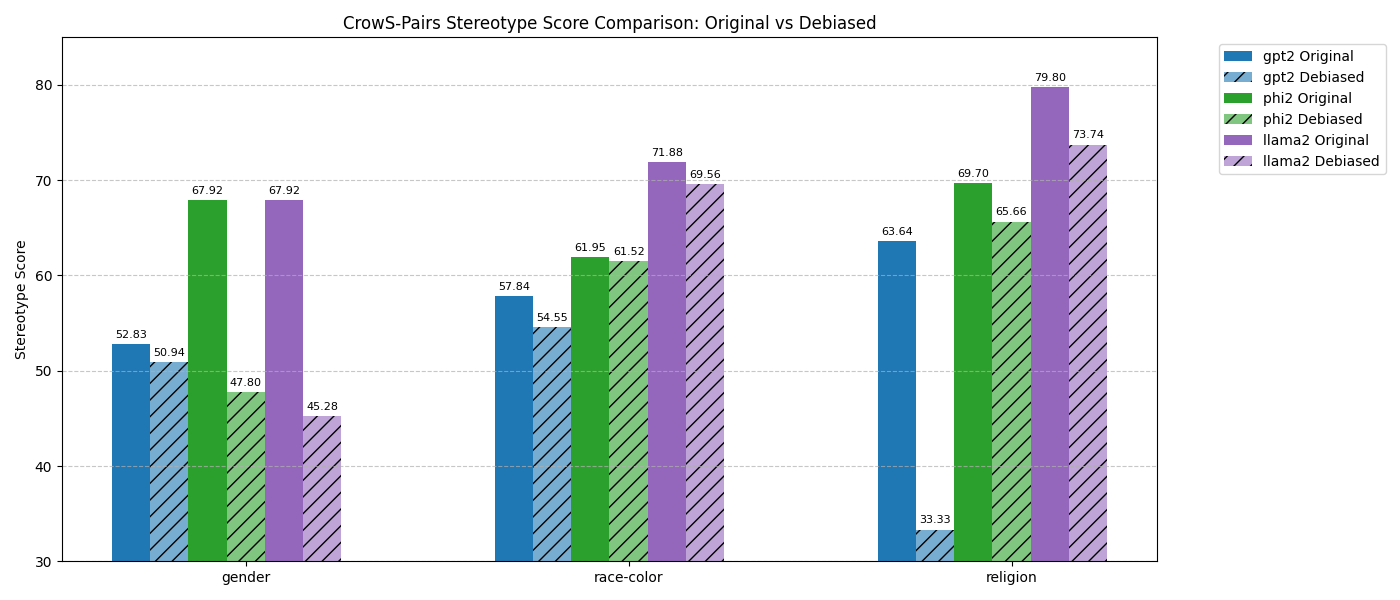 CrowS-Pairs Stereotype Score Comparison: Original vs Debiased
Stereotype Score
80
70
60
50
40
30
52.83
50.94
67.92
47.80
67.92
45.28
57.84
54.55
61.95
61.52
71.88
69.56
63.64
33.33
69.70
65.66
79.80
73.74
gender
race-color
religion
gpt2 Original
gpt2 Debiased
phi2 Original
phi2 Debiased
llama2 Original
llama2 Debiased